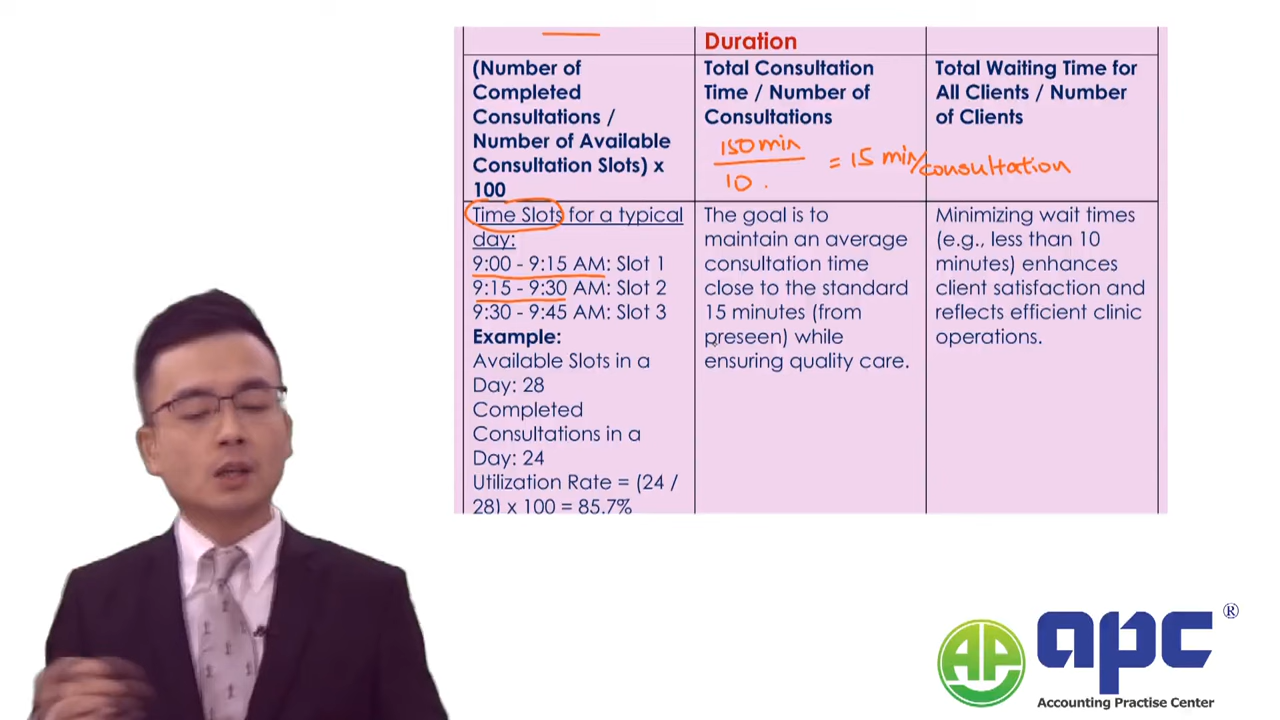 Duration
(Number of
Completed
Consultations /
Number of Available
Consultation Slots) x
100
Total Consultation
Time / Number of
Consultations
150 min
10
= 15 min/consultation
Total Waiting Time for
All Clients / Number
of Clients
Time Slots for a typical
day:
9:00 - 9:15 AM: Slot 1
9:15 - 9:30 AM: Slot 2
9:30 - 9:45 AM: Slot 3
Example:
Available Slots in a
Day: 28
Completed
Consultations in a
Day: 24
Utilization Rate = (24 /
28) x 100 = 85.7%
The goal is to
maintain an average
consultation time
close to the standard
15 minutes (from
preseen) while
ensuring quality care.
Minimizing wait times
(e.g., less than 10
minutes) enhances
client satisfaction and
reflects efficient clinic
operations.
AP
apc®
Accounting Practise Center